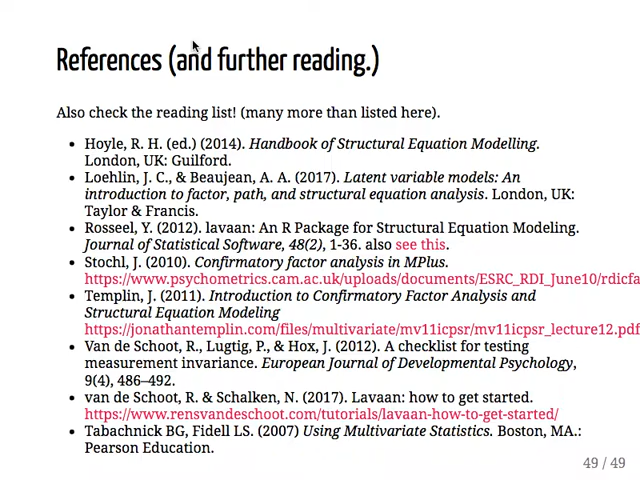 References (and further reading.)
Also check the reading list! (many more than listed here).
• Hoyle, R. H. (ed.) (2014). Handbook of Structural Equation Modelling.
London, UK: Guilford.
• Loehlin, J. C., & Beaujean, A. A. (2017). Latent variable models: An
introduction to factor, path, and structural equation analysis. London, UK:
Taylor & Francis.
• Rosseel, Y. (2012). lavaan: An R Package for Structural Equation Modeling.
Journal of Statistical Software, 48(2), 1-36. also see this.
• Stochl, J. (2010). Confirmatory factor analysis in MPlus.
https://www.psychometrics.cam.ac.uk/uploads/documents/ESRC_RDI_June10/rdicfa
• Templin, J. (2011). Introduction to Confirmatory Factor Analysis and
Structural Equation Modeling
https://jonathantemplin.com/files/multivariate/mv11icpsr/mv11icpsr_lecture12.pdf
• Van de Schoot, R., Lugtig, P., & Hox, J. (2012). A checklist for testing
measurement invariance. European Journal of Developmental Psychology,
9(4), 486–492.
• van de Schoot, R. & Schalken, N. (2017). Lavaan: how to get started.
https://www.rensvandeschoot.com/tutorials/lavaan-how-to-get-started/
• Tabachnick BG, Fidell LS. (2007) Using Multivariate Statistics. Boston, MA.:
Pearson Education.
49 / 49